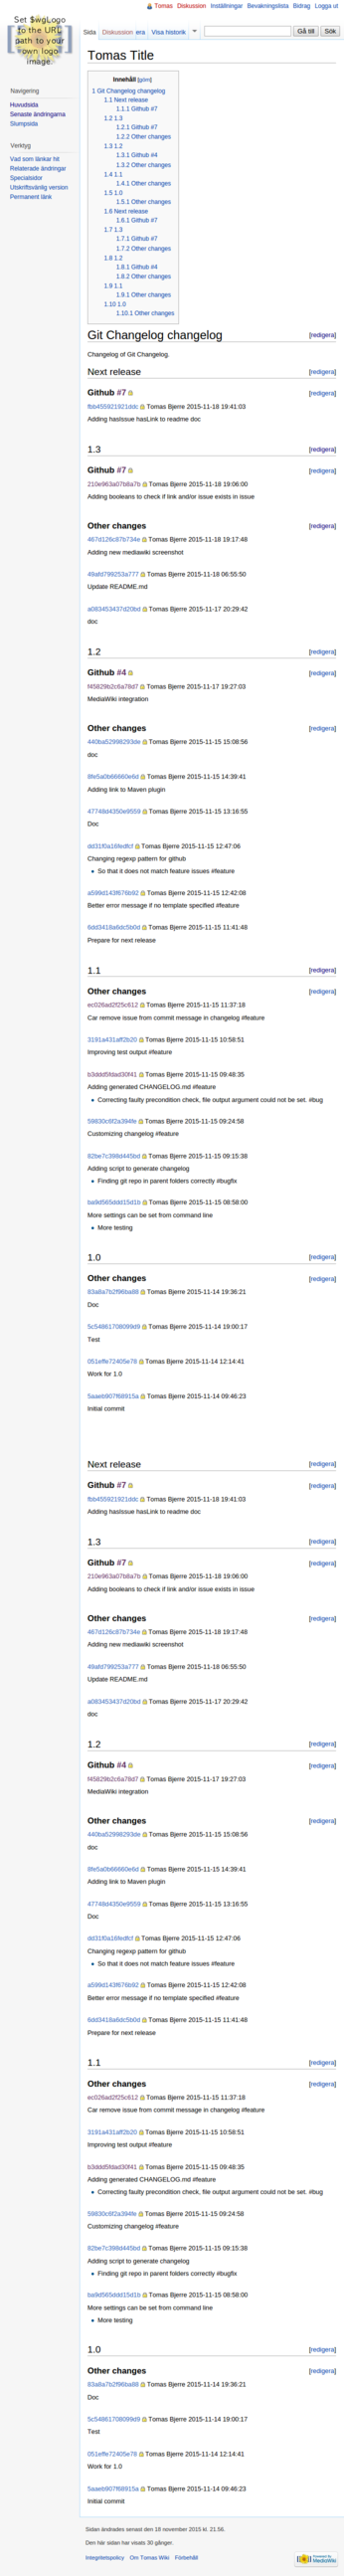 Tomas Diskussion Inställningar Bevakningslista Bidrag Logga ut
Set $wgLogo
to the URL
path to your
own logo
image.
Sida Diskussion era Visa historik Gå till Sök
Navigering
Huvudsida
Senaste ändringarna
Slumpsida
Verktyg
Vad som länkar hit
Relaterade ändringar
Specialsidor
Utskriftsvänlig version
Permanent länk
Tomas Title
Innehåll [göm]
1 Git Changelog changelog
1.1 Next release
1.1.1 Github #7
1.2 1.3
1.2.1 Github #7
1.2.2 Other changes
1.3 1.2
1.3.1 Github #4
1.3.2 Other changes
1.4 1.1
1.4.1 Other changes
1.5 1.0
1.5.1 Other changes
1.6 Next release
1.6.1 Github #7
1.7 1.3
1.7.1 Github #7
1.7.2 Other changes
1.8 1.2
1.8.1 Github #4
1.8.2 Other changes
1.9 1.1
1.9.1 Other changes
1.10 1.0
1.10.1 Other changes
Git Changelog changelog [redigera]
Changelog of Git Changelog.
Next release [redigera]
Github #7 [redigera]
fbb455921921ddc Tomas Bjerre 2015-11-18 19:41:03
Adding hasIssue hasLink to readme doc
1.3 [redigera]
Github #7 [redigera]
210e963a07b8a7b Tomas Bjerre 2015-11-18 19:06:00
Adding booleans to check if link and/or issue exists in issue
Other changes [redigera]
467d126c87b734e Tomas Bjerre 2015-11-18 19:17:48
Adding new mediawiki screenshot
49afd799253a777 Tomas Bjerre 2015-11-18 06:55:50
Update README.md
a083453437d20bd Tomas Bjerre 2015-11-17 20:29:42
doc
1.2 [redigera]
Github #4 [redigera]
f45829b2c6a78d7 Tomas Bjerre 2015-11-17 19:27:03
MediaWiki integration
Other changes [redigera]
440ba52998293de Tomas Bjerre 2015-11-15 15:08:56
doc
8fe5a0b66660e6d Tomas Bjerre 2015-11-15 14:39:41
Adding link to Maven plugin
47748d4350e9559 Tomas Bjerre 2015-11-15 13:16:55
Doc
dd31f0a16fedfcf Tomas Bjerre 2015-11-15 12:47:06
Changing regexp pattern for github
So that it does not match feature issues #feature
a599d143f676b92 Tomas Bjerre 2015-11-15 12:42:08
Better error message if no template specified #feature
6dd3418a6dc5b0d Tomas Bjerre 2015-11-15 11:41:48
Prepare for next release
1.1 [redigera]
Other changes [redigera]
ec026ad2f25c612 Tomas Bjerre 2015-11-15 11:37:18
Car remove issue from commit message in changelog #feature
3191a431aff2b20 Tomas Bjerre 2015-11-15 10:58:51
Improving test output #feature
b3ddd5fdad30f41 Tomas Bjerre 2015-11-15 09:48:35
Adding generated CHANGELOG.md #feature
Correcting faulty precondition check, file output argument could not be set. #bug
59830c6f2a394fe Tomas Bjerre 2015-11-15 09:24:58
Customizing changelog #feature
82be7c398d445bd Tomas Bjerre 2015-11-15 09:15:38
Adding script to generate changelog
Finding git repo in parent folders correctly #bugfix
ba9d565ddd15d1b Tomas Bjerre 2015-11-15 08:58:00
More settings can be set from command line
More testing
1.0 [redigera]
Other changes [redigera]
83a8a7b2f96ba88 Tomas Bjerre 2015-11-14 19:36:21
Doc
5c54861708099d9 Tomas Bjerre 2015-11-14 19:00:17
Test
051effe72405e78 Tomas Bjerre 2015-11-14 12:14:41
Work for 1.0
5aaeb907f68915a Tomas Bjerre 2015-11-14 09:46:23
Initial commit
Next release [redigera]
Github #7 [redigera]
fbb455921921ddc Tomas Bjerre 2015-11-18 19:41:03
Adding hasIssue hasLink to readme doc
1.3 [redigera]
Github #7 [redigera]
210e963a07b8a7b Tomas Bjerre 2015-11-18 19:06:00
Adding booleans to check if link and/or issue exists in issue
Other changes [redigera]
467d126c87b734e Tomas Bjerre 2015-11-18 19:17:48
Adding new mediawiki screenshot
49afd799253a777 Tomas Bjerre 2015-11-18 06:55:50
Update README.md
a083453437d20bd Tomas Bjerre 2015-11-17 20:29:42
doc
1.2 [redigera]
Github #4 [redigera]
f45829b2c6a78d7 Tomas Bjerre 2015-11-17 19:27:03
MediaWiki integration
Other changes [redigera]
440ba52998293de Tomas Bjerre 2015-11-15 15:08:56
doc
8fe5a0b66660e6d Tomas Bjerre 2015-11-15 14:39:41
Adding link to Maven plugin
47748d4350e9559 Tomas Bjerre 2015-11-15 13:16:55
Doc
dd31f0a16fedfcf Tomas Bjerre 2015-11-15 12:47:06
Changing regexp pattern for github
So that it does not match feature issues #feature
a599d143f676b92 Tomas Bjerre 2015-11-15 12:42:08
Better error message if no template specified #feature
6dd3418a6dc5b0d Tomas Bjerre 2015-11-15 11:41:48
Prepare for next release
1.1 [redigera]
Other changes [redigera]
ec026ad2f25c612 Tomas Bjerre 2015-11-15 11:37:18
Car remove issue from commit message in changelog #feature
3191a431aff2b20 Tomas Bjerre 2015-11-15 10:58:51
Improving test output #feature
b3ddd5fdad30f41 Tomas Bjerre 2015-11-15 09:48:35
Adding generated CHANGELOG.md #feature
Correcting faulty precondition check, file output argument could not be set. #bug
59830c6f2a394fe Tomas Bjerre 2015-11-15 09:24:58
Customizing changelog #feature
82be7c398d445bd Tomas Bjerre 2015-11-15 09:15:38
Adding script to generate changelog
Finding git repo in parent folders correctly #bugfix
ba9d565ddd15d1b Tomas Bjerre 2015-11-15 08:58:00
More settings can be set from command line
More testing
1.0 [redigera]
Other changes [redigera]
83a8a7b2f96ba88 Tomas Bjerre 2015-11-14 19:36:21
Doc
5c54861708099d9 Tomas Bjerre 2015-11-14 19:00:17
Test
051effe72405e78 Tomas Bjerre 2015-11-14 12:14:41
Work for 1.0
5aaeb907f68915a Tomas Bjerre 2015-11-14 09:46:23
Initial commit
Sidan ändrades senast den 18 november 2015 kl. 21.56.
Den här sidan har visats 30 gånger.
Integritetspolicy Om Tomas Wiki Förbehåll
Powered By
MediaWiki